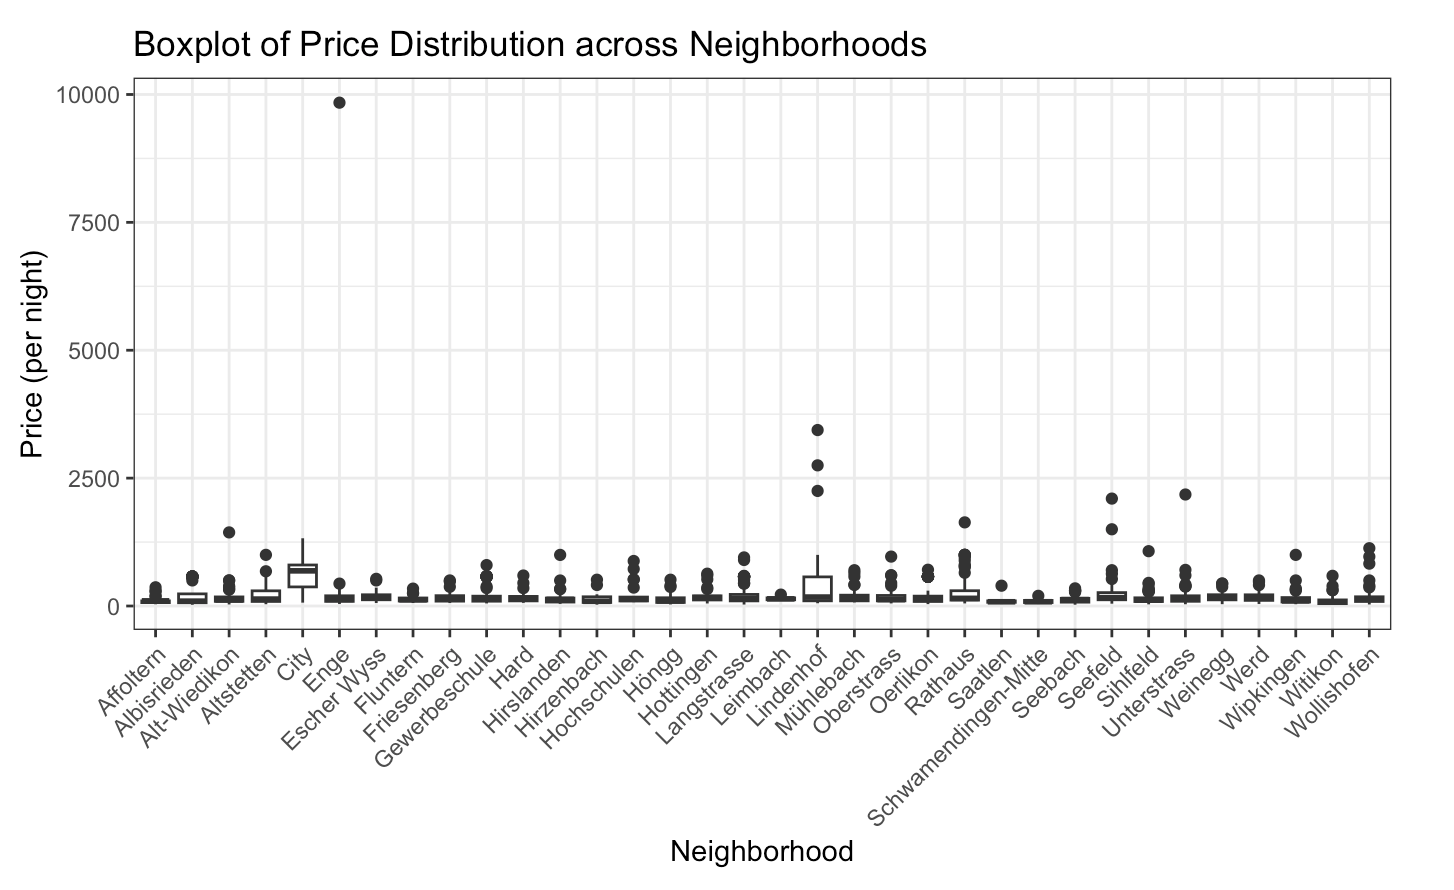 Boxplot of Price Distribution across Neighborhoods
Price (per night)
10000
7500
5000
2500
0
Affoltern
Albisrieden
Alt-Wiedikon
Altstetten
City
Enge
Escher Wyss
Fluntern
Friesenberg
Gewerbeschule
Hard
Hirslanden
Hirzenbach
Hochschulen
Höngg
Hottingen
Langstrasse
Leimbach
Lindenhof
Mühlebach
Oberstrass
Oerlikon
Rathaus
Saatlen
Schwamendingen-Mitte
Seebach
Seefeld
Sihlfeld
Unterstrass
Weinegg
Werd
Wipkingen
Witikon
Wollishofen
Neighborhood